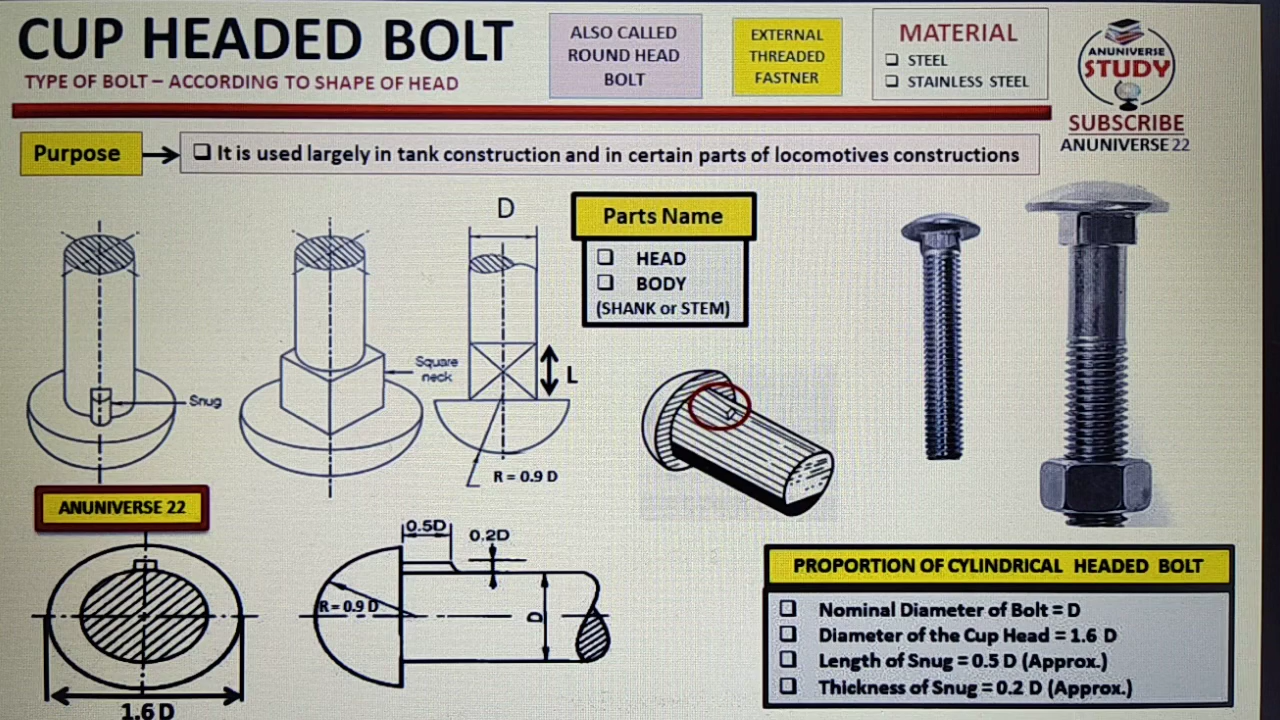 CUP HEADED BOLT
TYPE OF BOLT – ACCORDING TO SHAPE OF HEAD
ALSO CALLED
ROUND HEAD
BOLT
EXTERNAL
THREADED
FASTNER
MATERIAL
STEEL
STAINLESS STEEL
ANUNIVERSE
STUDY
SUBSCRIBE
ANUNIVERSE 22
Purpose
It is used largely in tank construction and in certain parts of locomotives constructions
D
Parts Name
HEAD
BODY
(SHANK or STEM)
Snug
Square
neck
L
R = 0.9 D
ANUNIVERSE 22
1.6 D
0.5D
0.2D
R = 0.9 D
D
PROPORTION OF CYLINDRICAL HEADED BOLT
Nominal Diameter of Bolt = D
Diameter of the Cup Head = 1.6 D
Length of Snug = 0.5 D (Approx.)
Thickness of Snug = 0.2 D (Approx.)